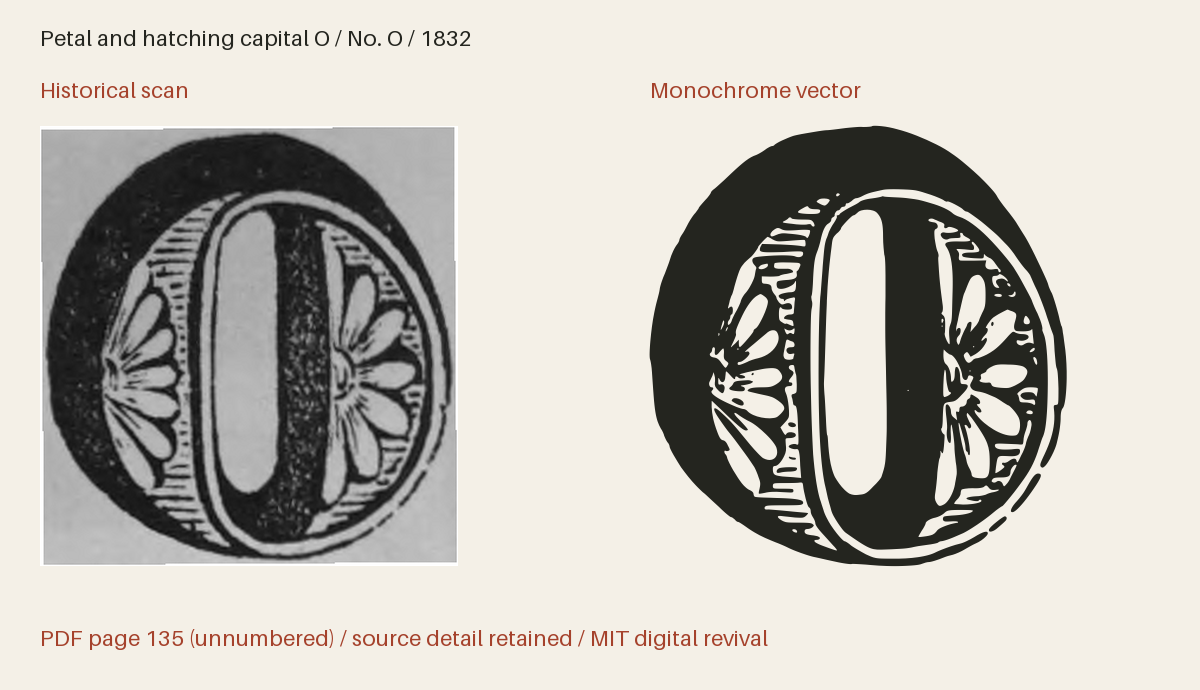 Petal and hatching capital O / No. O / 1832
Historical scan
Monochrome vector
O
O
PDF page 135 (unnumbered) / source detail retained / MIT digital revival